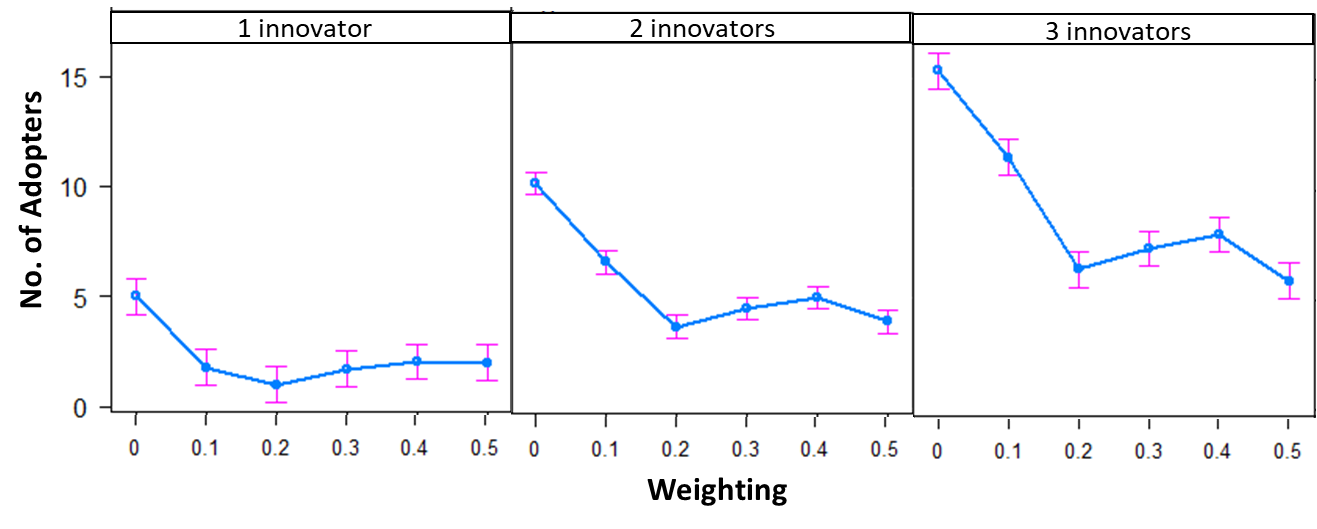 1 innovator
2 innovators
3 innovators
No. of Adopters
15
10
5
0
0 0.1 0.2 0.3 0.4 0.5
0 0.1 0.2 0.3 0.4 0.5
0 0.1 0.2 0.3 0.4 0.5
Weighting